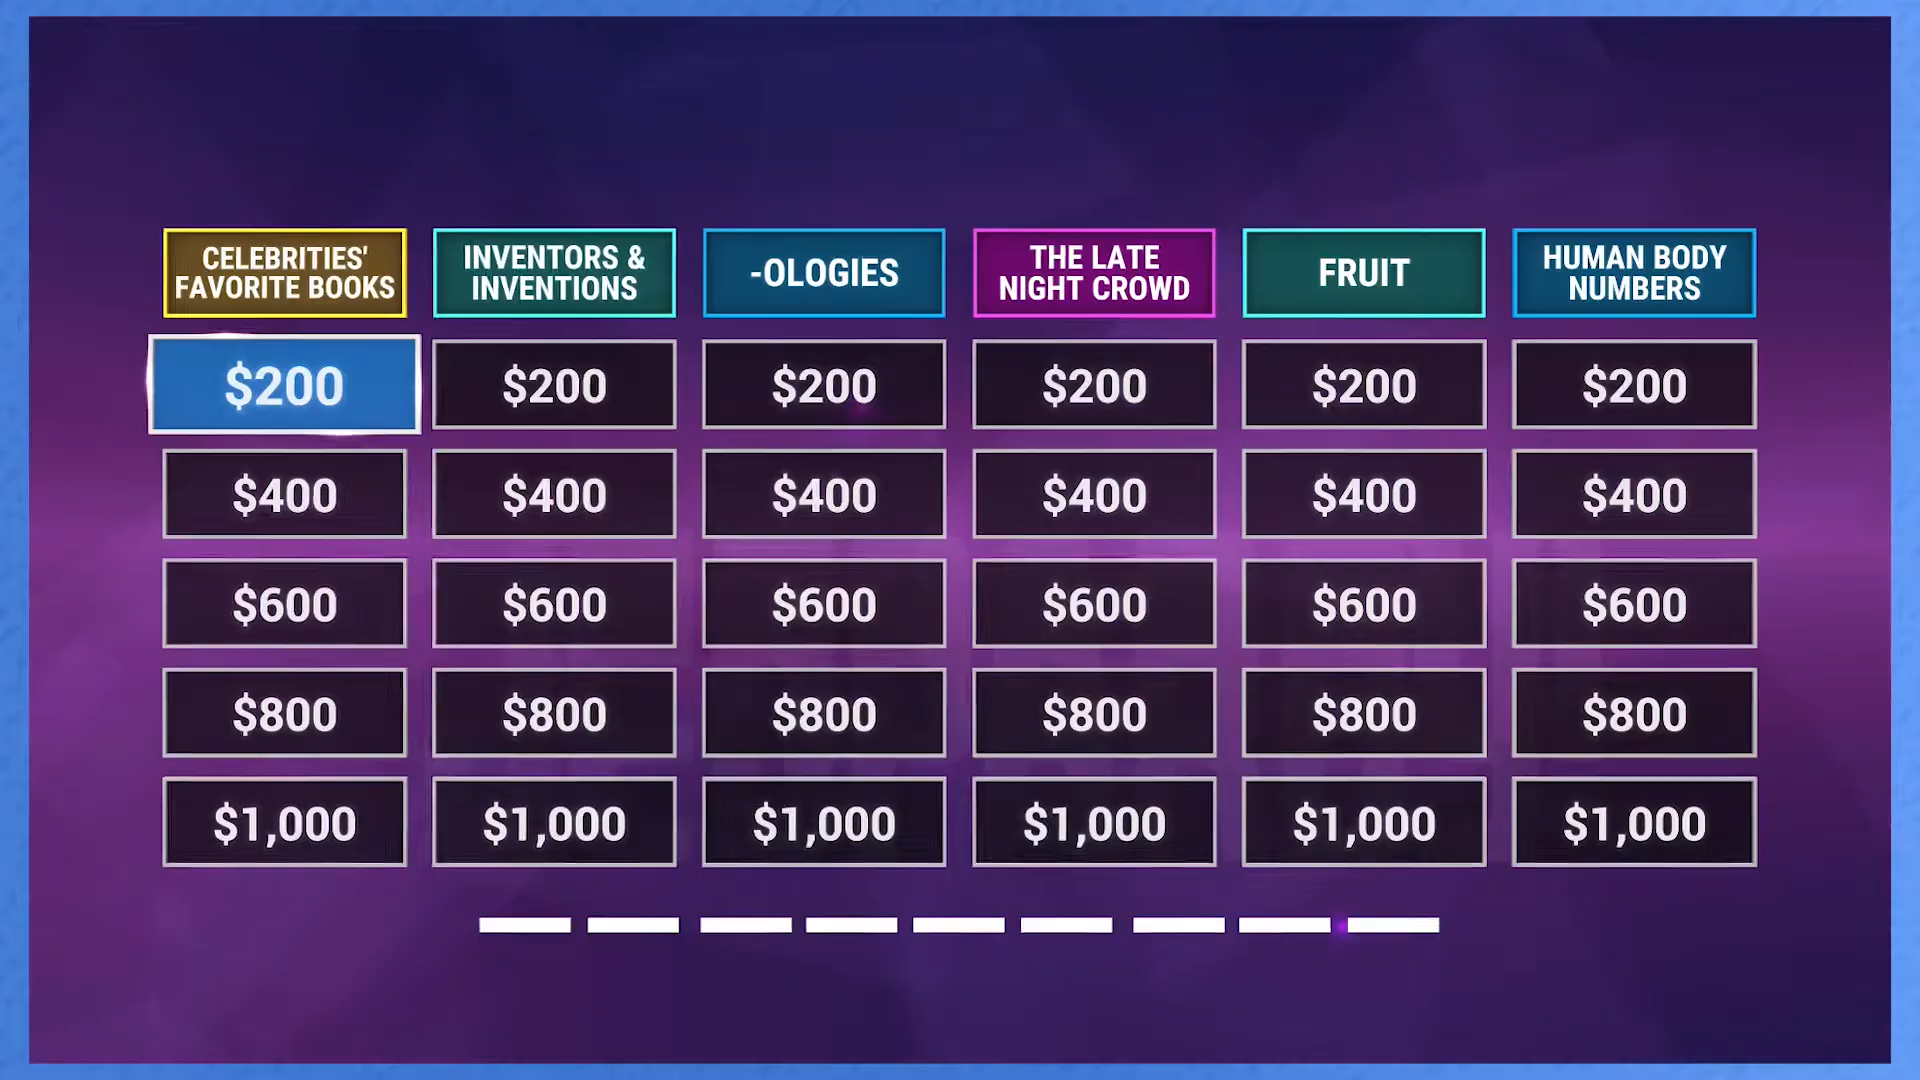 CELEBRITIES'
FAVORITE BOOKS
INVENTORS &
INVENTIONS
-OLOGIES
THE LATE
NIGHT CROWD
FRUIT
HUMAN BODY
NUMBERS
$200 $200 $200 $200 $200 $200
$400 $400 $400 $400 $400 $400
$600 $600 $600 $600 $600 $600
$800 $800 $800 $800 $800 $800
$1,000 $1,000 $1,000 $1,000 $1,000 $1,000